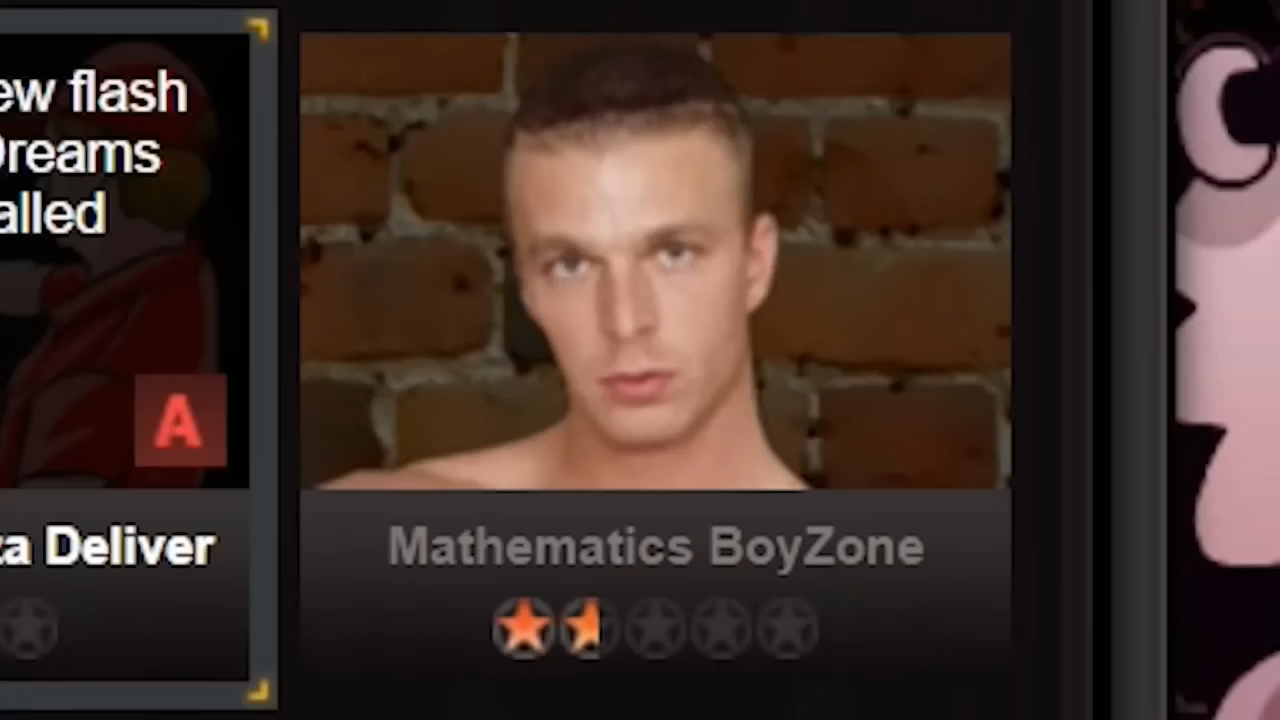 ew flash
Dreams
alled
A
za Deliver
Mathematics BoyZone